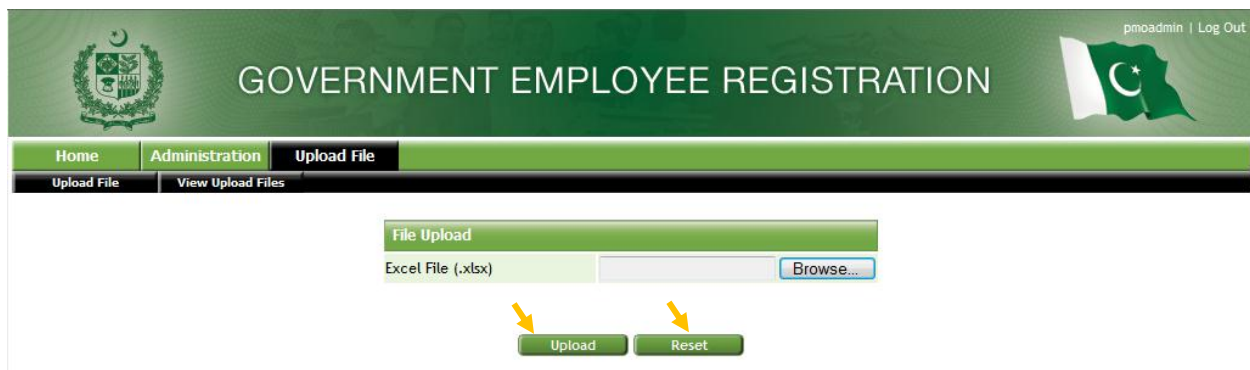 pmoadmin | Log Out
GOVERNMENT EMPLOYEE REGISTRATION
Home Administration Upload File
Upload File View Upload Files
File Upload
Excel File (.xlsx) Browse...
Upload Reset